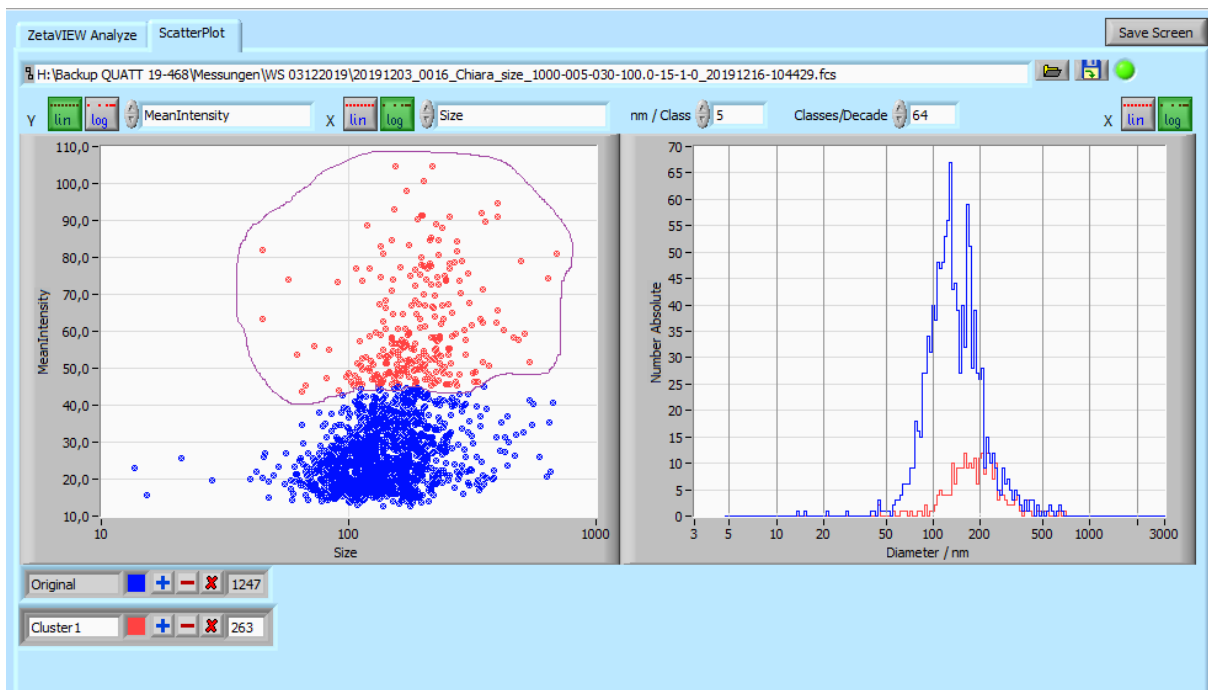 ZetaVIEW Analyze ScatterPlot Save Screen
H:\Backup QUATT 19-468\Messungen\WS 03122019\20191203_0016_Chiara_size_1000-005-030-100.0-15-1-0_20191216-104429.fcs
Y lin log MeanIntensity X lin log Size nm / Class 5 Classes/Decade 64 X lin log
110,0
100,0
90,0
80,0
70,0
60,0
50,0
40,0
30,0
20,0
10,0
MeanIntensity
10 100 1000
Size
70
65
60
55
50
45
40
35
30
25
20
15
10
5
0
Number Absolute
3 5 10 20 50 100 200 500 1000 3000
Diameter / nm
Original 1247
Cluster1 263